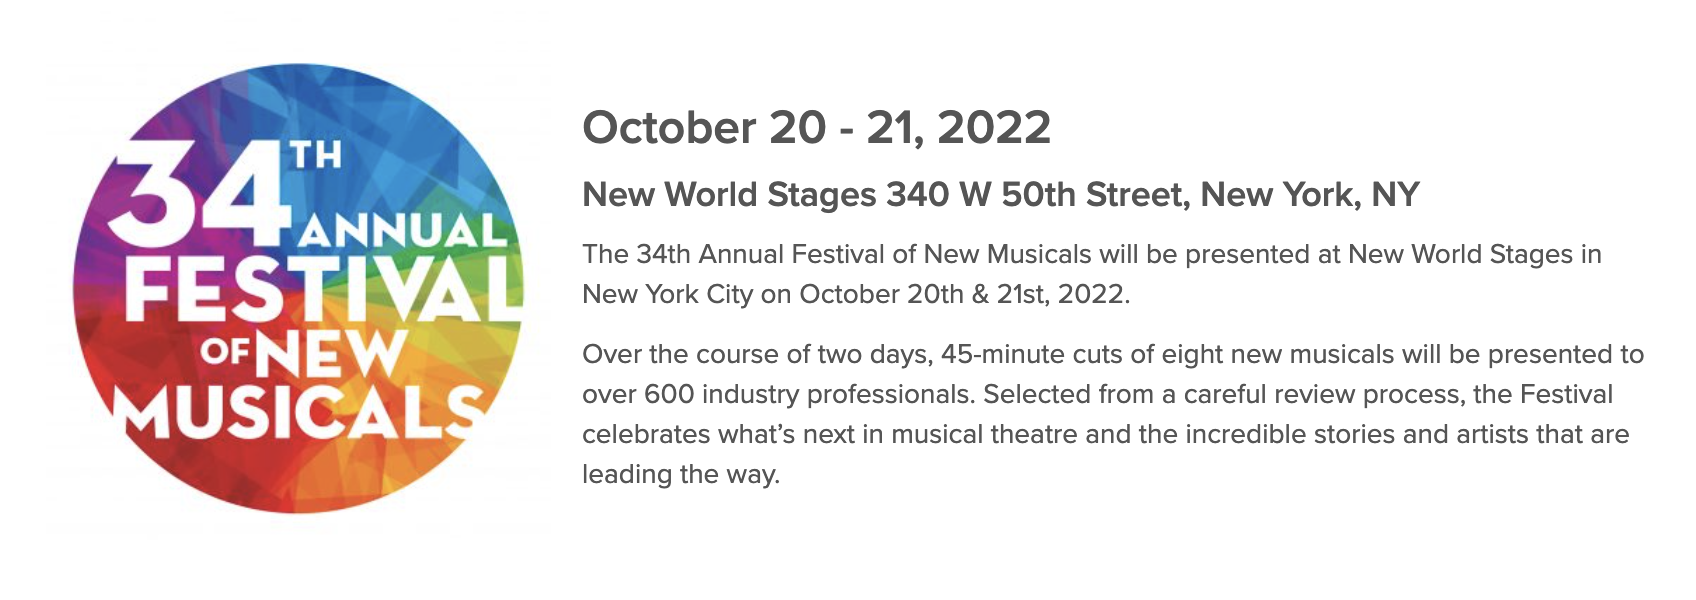 34TH
ANNUAL
FESTIVAL
OF NEW
MUSICALS
October 20 - 21, 2022
New World Stages 340 W 50th Street, New York, NY
The 34th Annual Festival of New Musicals will be presented at New World Stages in
New York City on October 20th & 21st, 2022.
Over the course of two days, 45-minute cuts of eight new musicals will be presented to
over 600 industry professionals. Selected from a careful review process, the Festival
celebrates what’s next in musical theatre and the incredible stories and artists that are
leading the way.